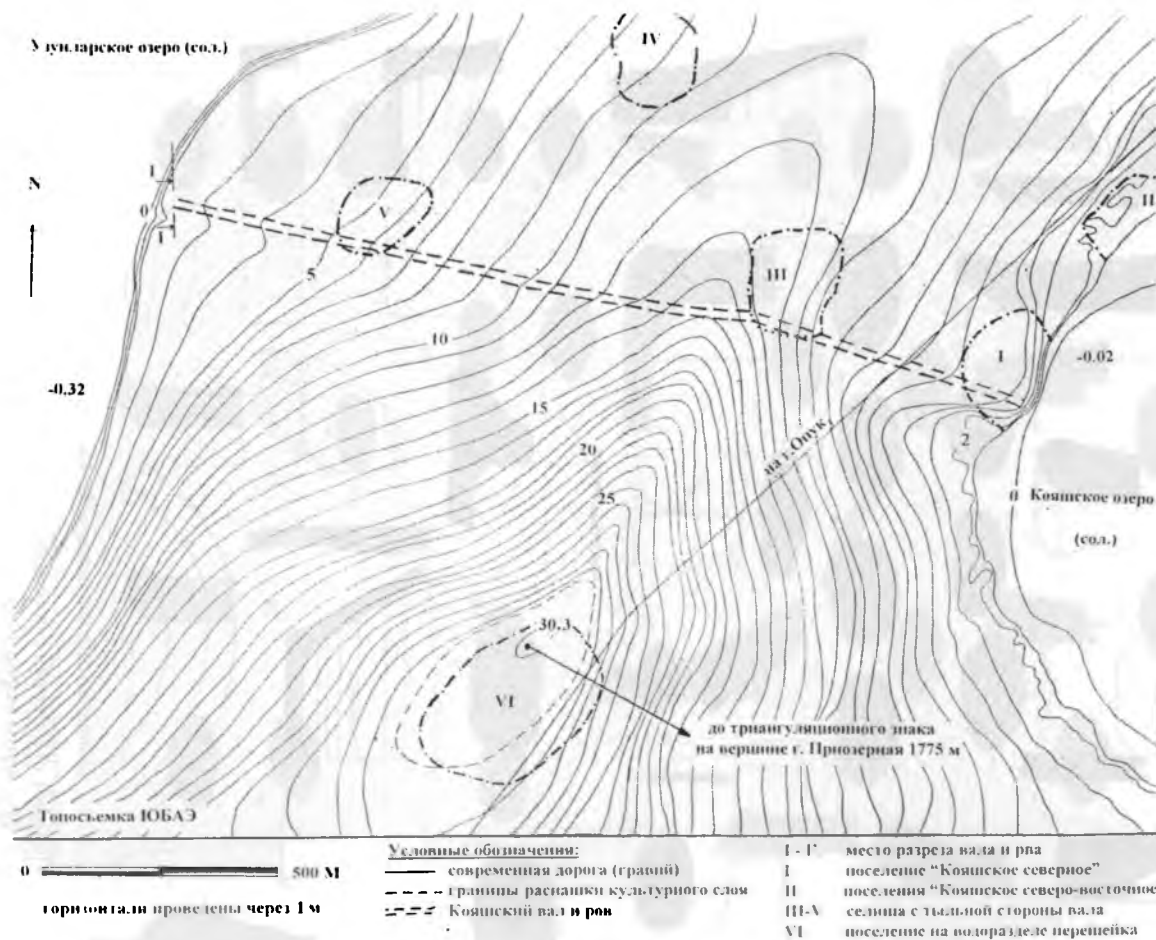 Узунларское озеро (сол.)
IV
N
I
0
I'
V
5
III
II
10
I
-0.02
-0.32
15
2
20
на г.Опук
25
0 Кояшское озеро
(сол.)
30.3
VI
до триангуляционного знака
на вершине г. Приозерная 1775 м
Топосъемка ЮБАЭ
0 500 М
горизонтали проведены через 1 м
Условные обозначения:
современная дорога (гравий)
границы распашки культурного слоя
Кояшский вал и ров
I - I' место разреза вала и рва
I поселение "Кояшское северное"
II поселения "Кояшское северо-восточное
III-V селища с тыльной стороны вала
VI поселение на водоразделе перешейка